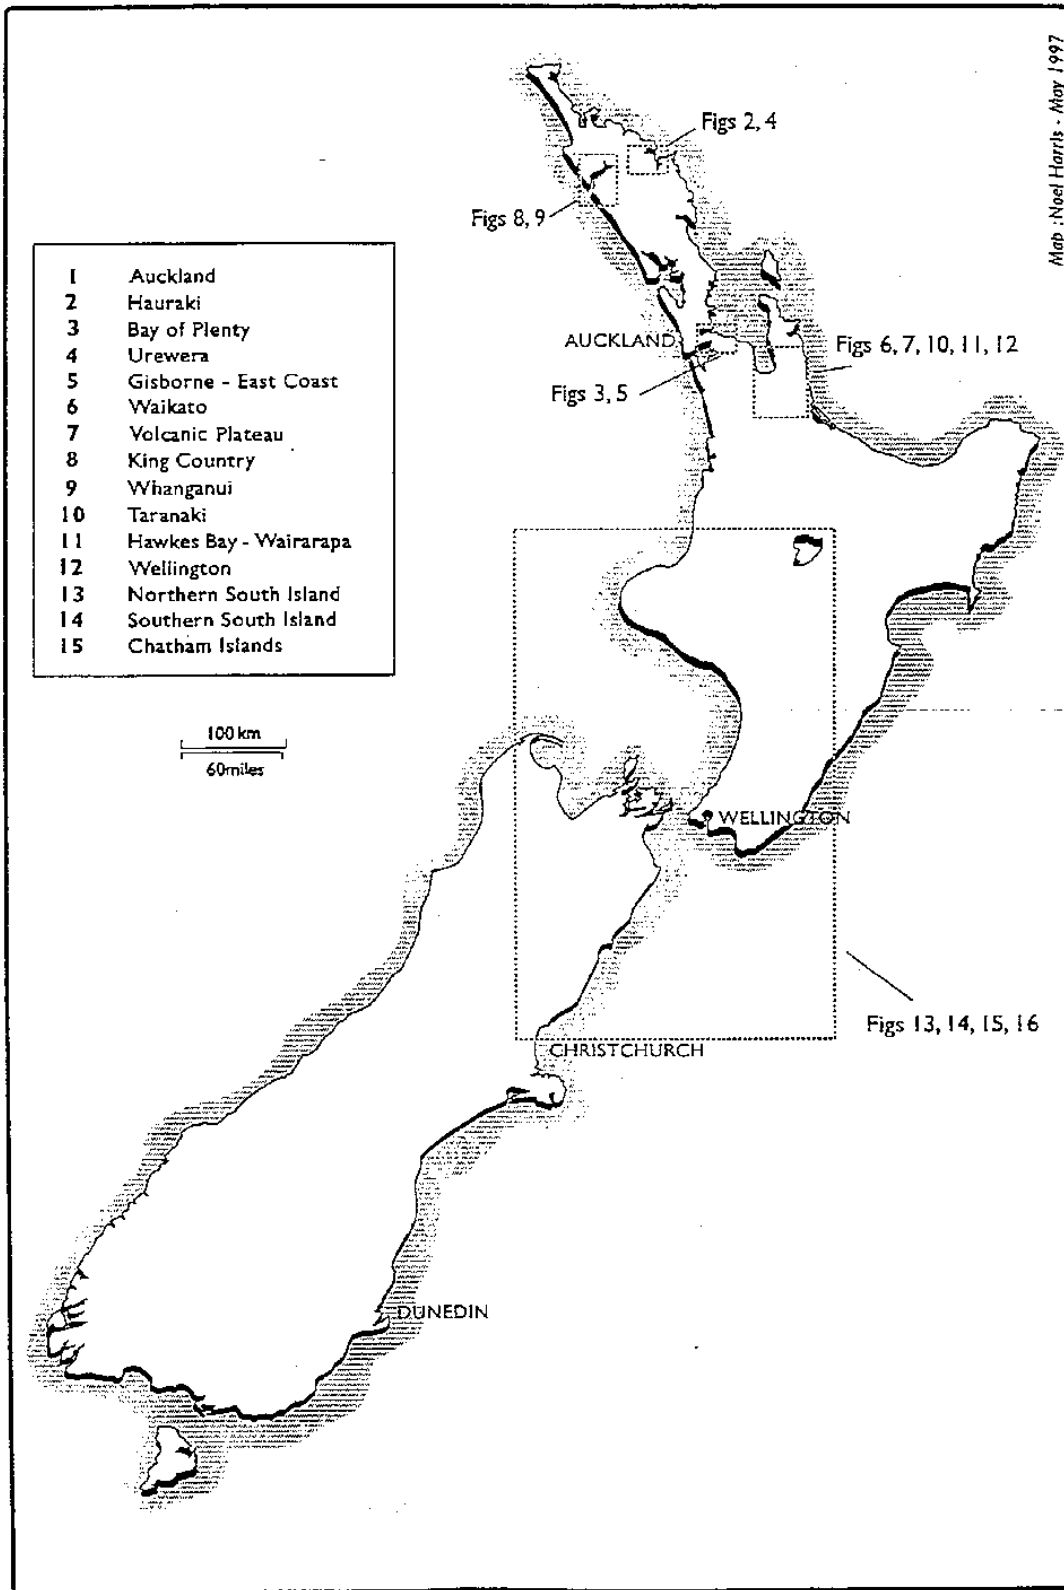 Map : Noel Harris - May 1997
Figs 2, 4
Figs 8, 9
1 Auckland
2 Hauraki
3 Bay of Plenty
4 Urewera
5 Gisborne - East Coast
6 Waikato
7 Volcanic Plateau
8 King Country
9 Whanganui
10 Taranaki
11 Hawkes Bay - Wairarapa
12 Wellington
13 Northern South Island
14 Southern South Island
15 Chatham Islands
AUCKLAND
Figs 6, 7, 10, 11, 12
Figs 3, 5
100 km
60miles
WELLINGTON
Figs 13, 14, 15, 16
CHRISTCHURCH
DUNEDIN